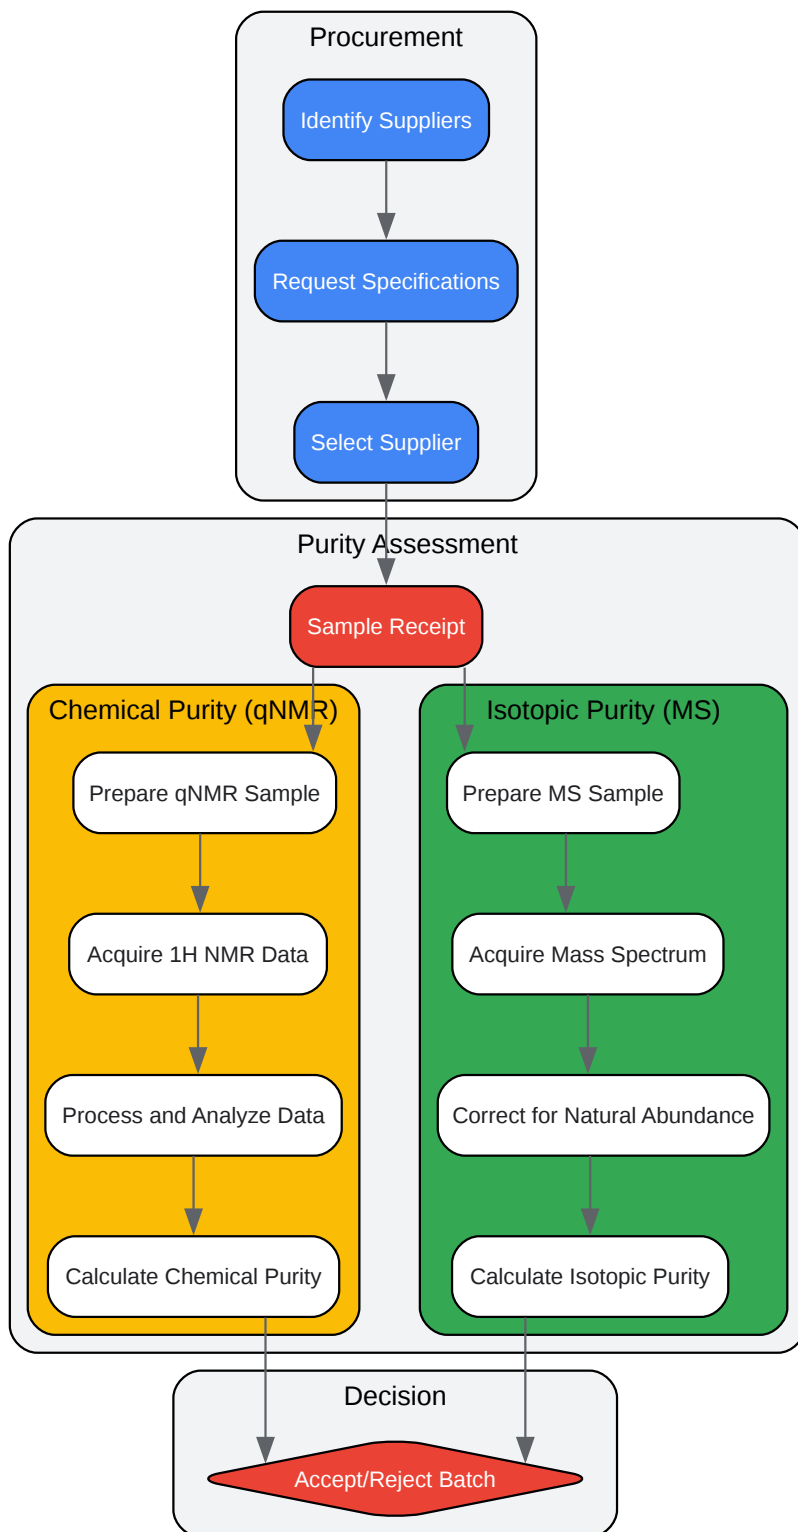 Procurement
Identify Suppliers
Request Specifications
Select Supplier
Purity Assessment
Sample Receipt
Chemical Purity (qNMR)
Prepare qNMR Sample
Acquire 1H NMR Data
Process and Analyze Data
Calculate Chemical Purity
Isotopic Purity (MS)
Prepare MS Sample
Acquire Mass Spectrum
Correct for Natural Abundance
Calculate Isotopic Purity
Decision
Accept/Reject Batch